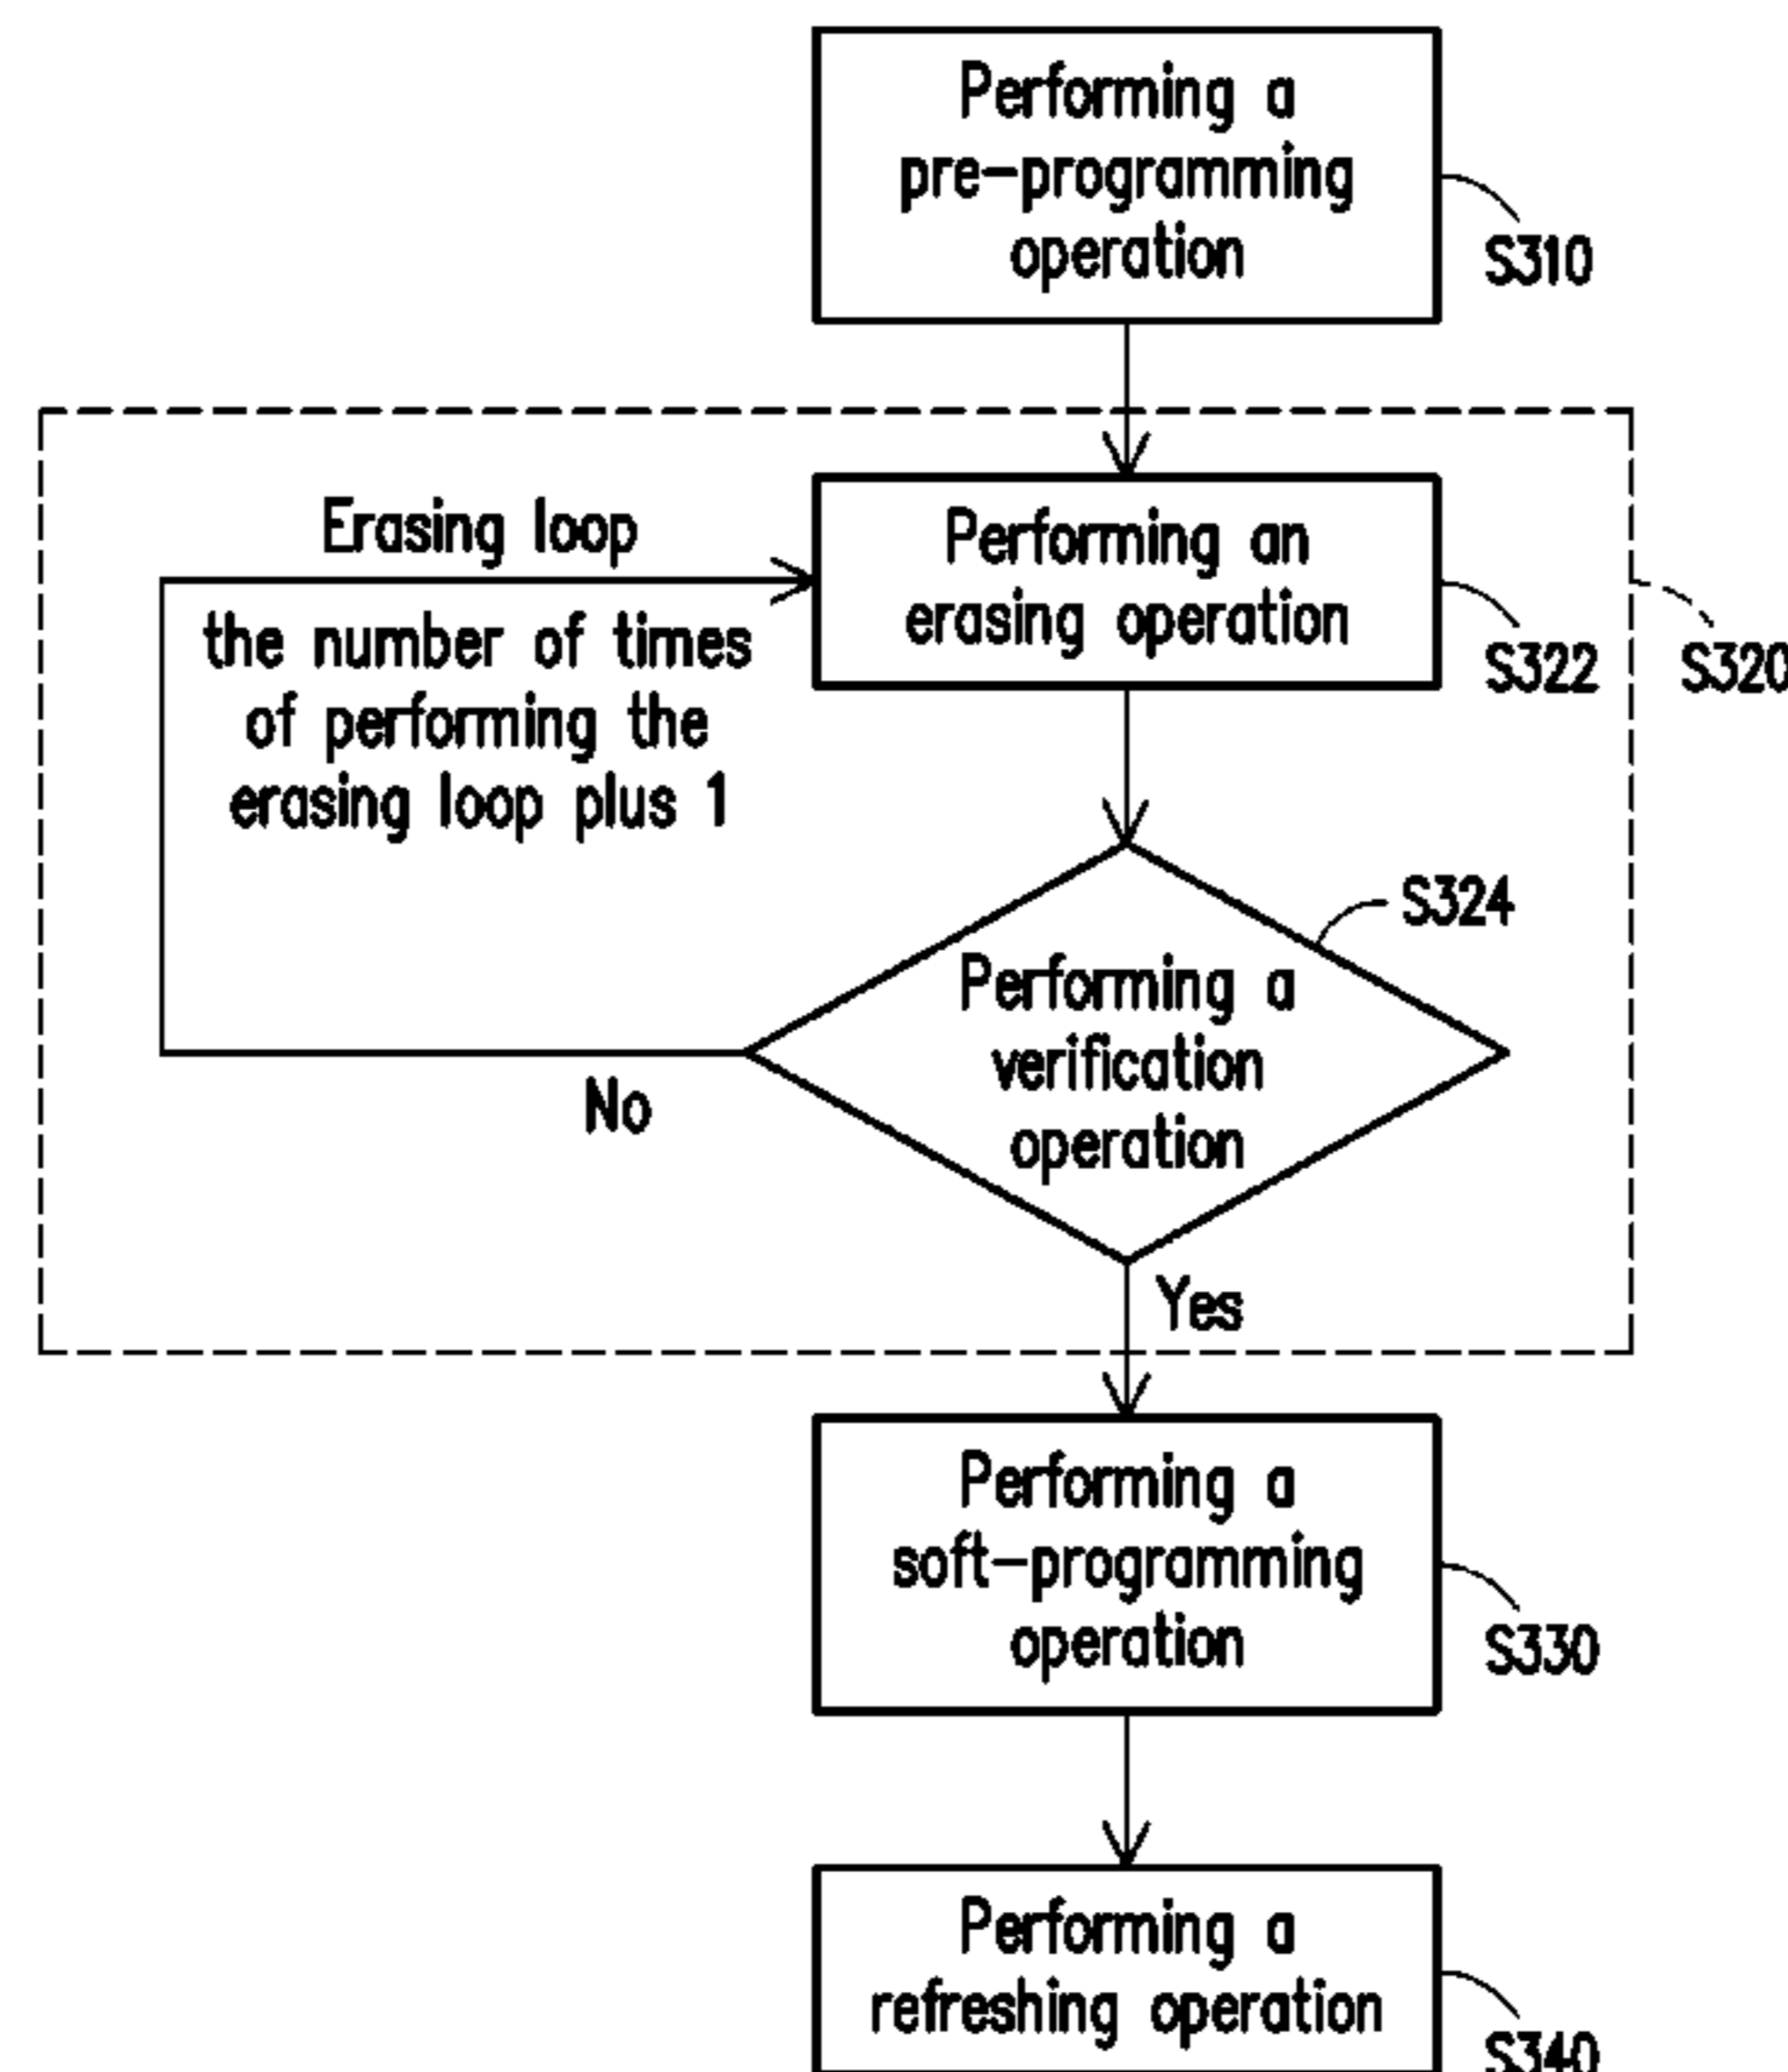 Performing a
pre-programming
operation
S310
Erasing loop
the number of times
of performing the
erasing loop plus 1
Performing an
erasing operation
S322
S320
S324
Performing a
verification
operation
No
Yes
Performing a
soft-programming
operation
S330
Performing a
refreshing operation
S340